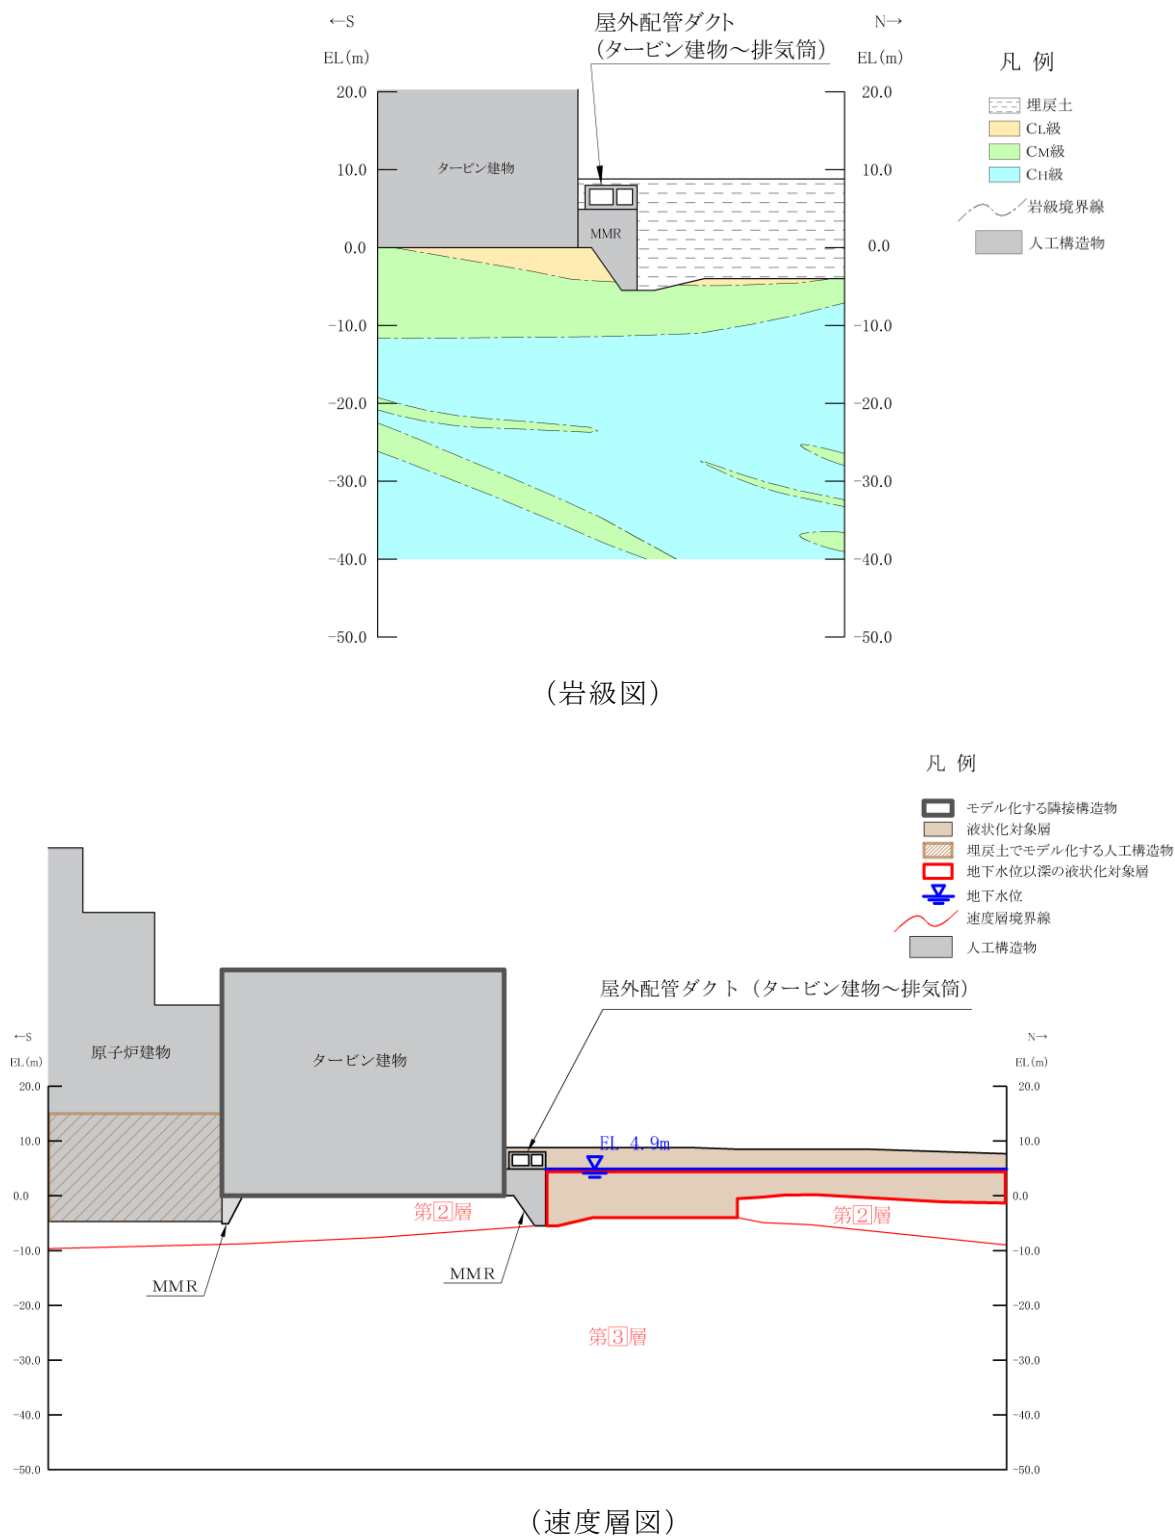 ←S
屋外配管ダクト
N→
(タービン建物～排気筒)
EL(m)
EL(m)
凡 例
20.0
20.0
埋戻土
CL級
CM級
10.0
タービン建物
10.0
CH級
岩級境界線
MMR
0.0
0.0
人工構造物
-10.0
-10.0
-20.0
-20.0
-30.0
-30.0
-40.0
-40.0
-50.0
-50.0
(岩級図)
凡 例
モデル化する隣接構造物
液状化対象層
埋戻土でモデル化する人工構造物
地下水位以深の液状化対象層
地下水位
速度層境界線
人工構造物
屋外配管ダクト (タービン建物～排気筒)
←S
N→
原子炉建物
タービン建物
EL(m)
EL(m)
20.0
20.0
10.0
EL 4.9m
10.0
0.0
0.0
第②層
第②層
-10.0
-10.0
MMR
MMR
-20.0
-20.0
第③層
-30.0
-30.0
-40.0
-40.0
-50.0
-50.0
(速度層図)